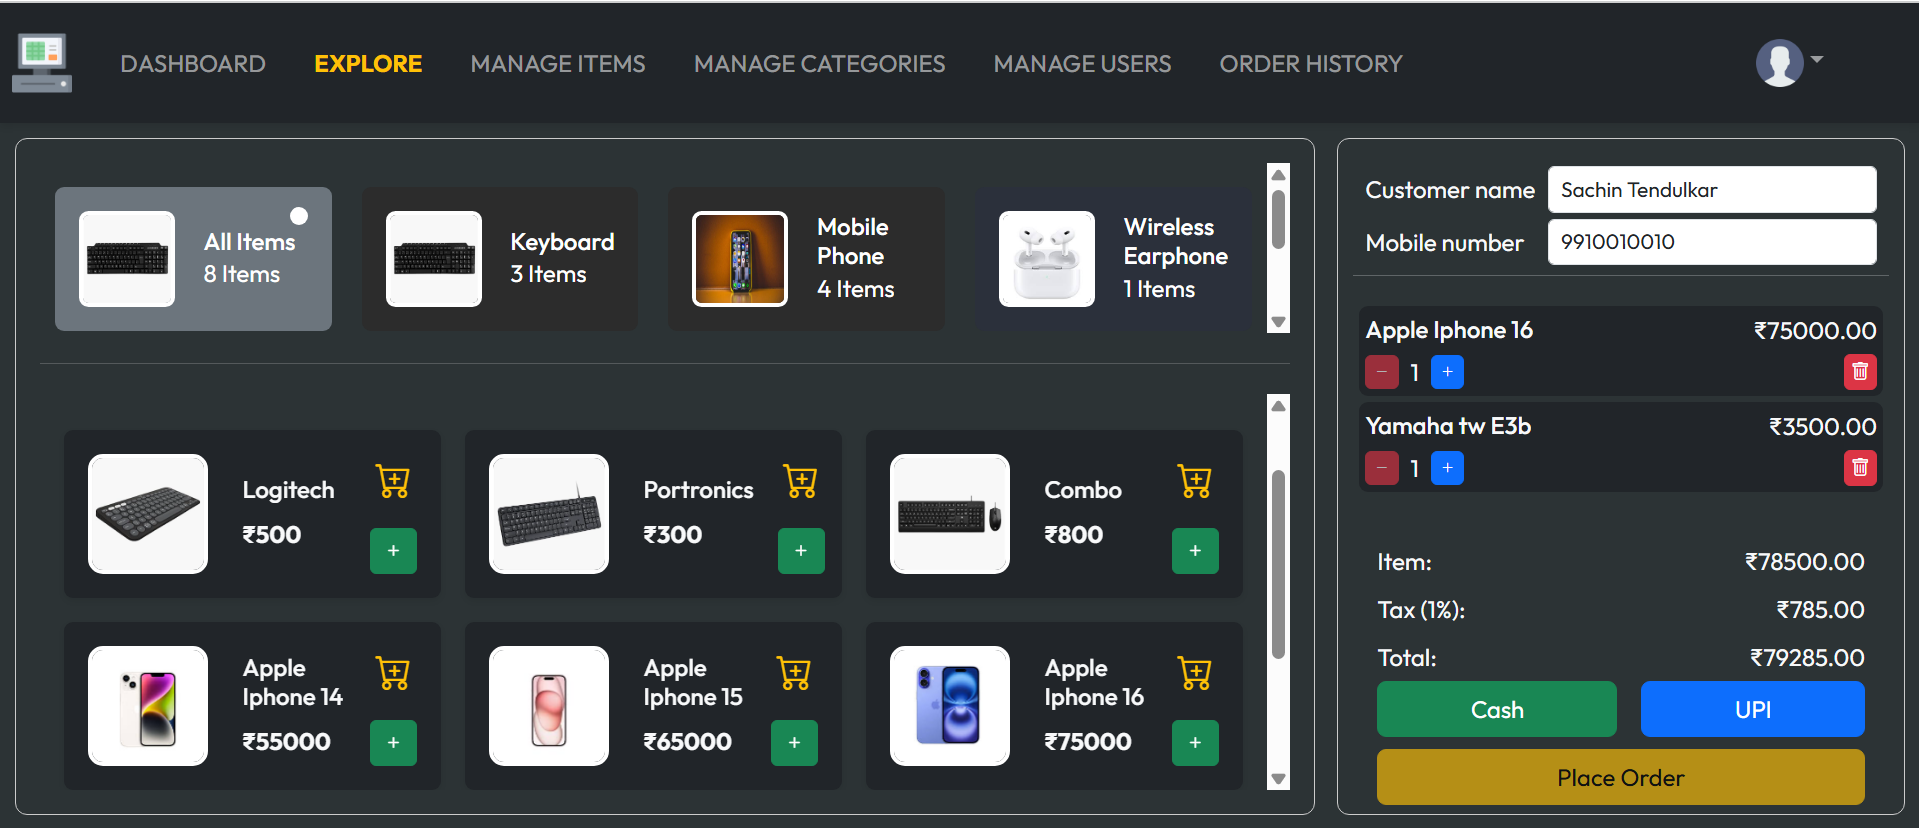 DASHBOARD
EXPLORE
MANAGE ITEMS
MANAGE CATEGORIES
MANAGE USERS
ORDER HISTORY
All Items
8 Items
Keyboard
3 Items
Mobile
Phone
4 Items
Wireless
Earphone
1 Items
Logitech
₹500
+
Portronics
₹300
+
Combo
₹800
+
Apple
Iphone 14
₹55000
+
Apple
Iphone 15
₹65000
+
Apple
Iphone 16
₹75000
+
Customer name
Sachin Tendulkar
Mobile number
9910010010
Apple Iphone 16
₹75000.00
− 1 +
Yamaha tw E3b
₹3500.00
− 1 +
Item:
₹78500.00
Tax (1%):
₹785.00
Total:
₹79285.00
Cash
UPI
Place Order